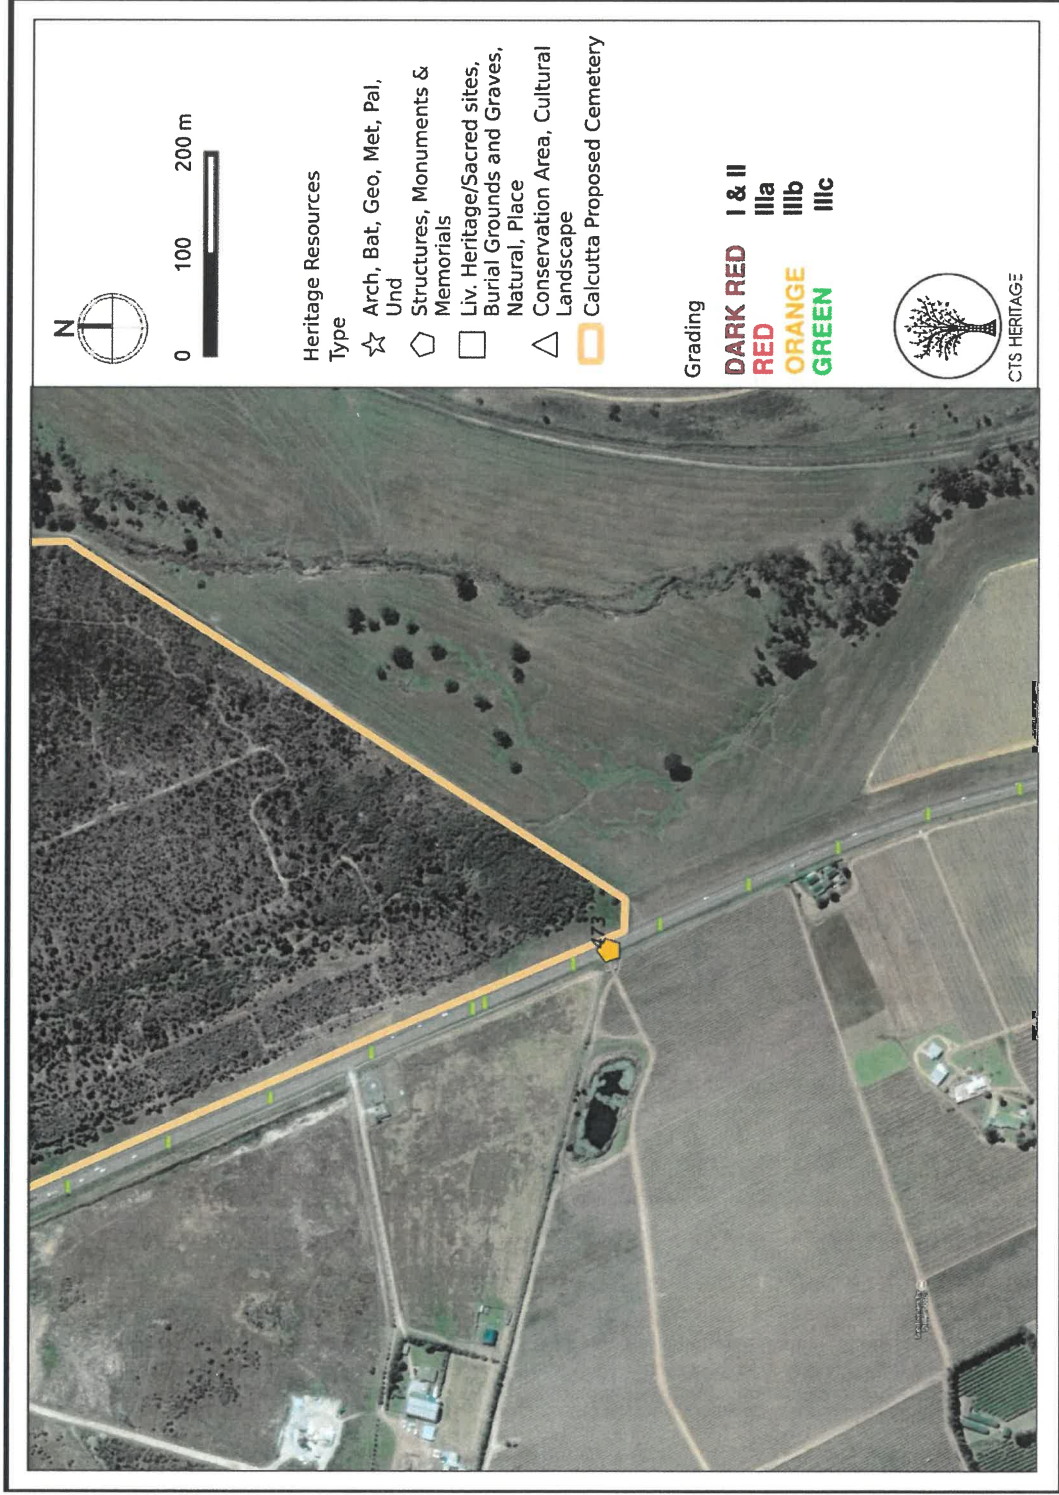 N
0 100 200 m
Heritage Resources
Type
Arch, Bat, Geo, Met, Pal,
Und
Structures, Monuments &
Memorials
Liv. Heritage/Sacred sites,
Burial Grounds and Graves,
Natural, Place
Conservation Area, Cultural
Landscape
Calcutta Proposed Cemetery
Grading
DARK RED I & II
RED IIIa
ORANGE IIIb
GREEN IIIc
CTS HERITAGE
473